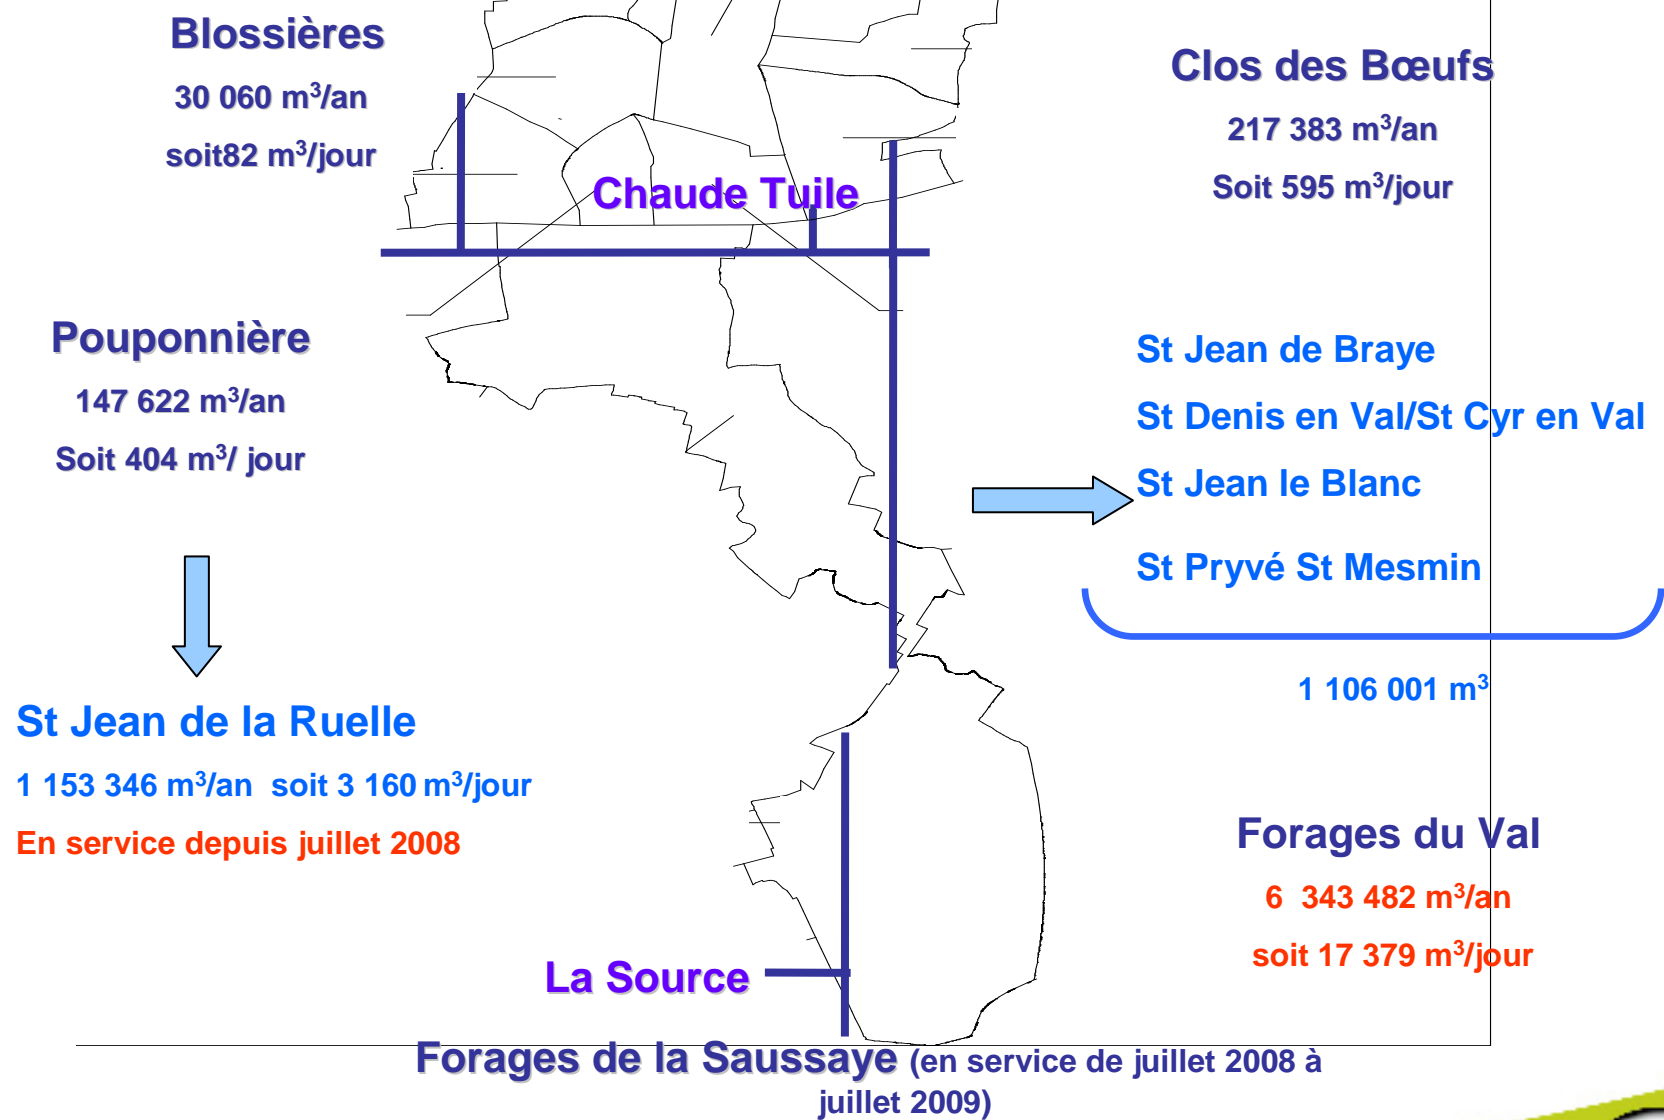 Blossières
30 060 m³/an
soit82 m³/jour
Clos des Bœufs
217 383 m³/an
Soit 595 m³/jour
Chaude Tuile
Pouponnière
147 622 m³/an
Soit 404 m³/ jour
St Jean de Braye
St Denis en Val/St Cyr en Val
St Jean le Blanc
St Pryvé St Mesmin
1 106 001 m³
St Jean de la Ruelle
1 153 346 m³/an soit 3 160 m³/jour
En service depuis juillet 2008
Forages du Val
6 343 482 m³/an
soit 17 379 m³/jour
La Source
Forages de la Saussaye (en service de juillet 2008 à
juillet 2009)